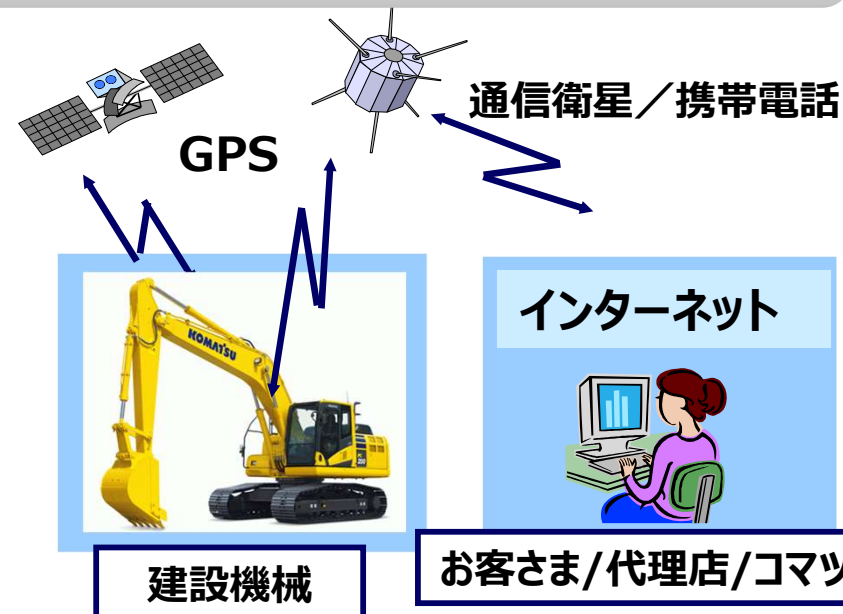 通信衛星／携帯電話
GPS
インターネット
KOMATSU
建設機械
お客さま/代理店/コマツ